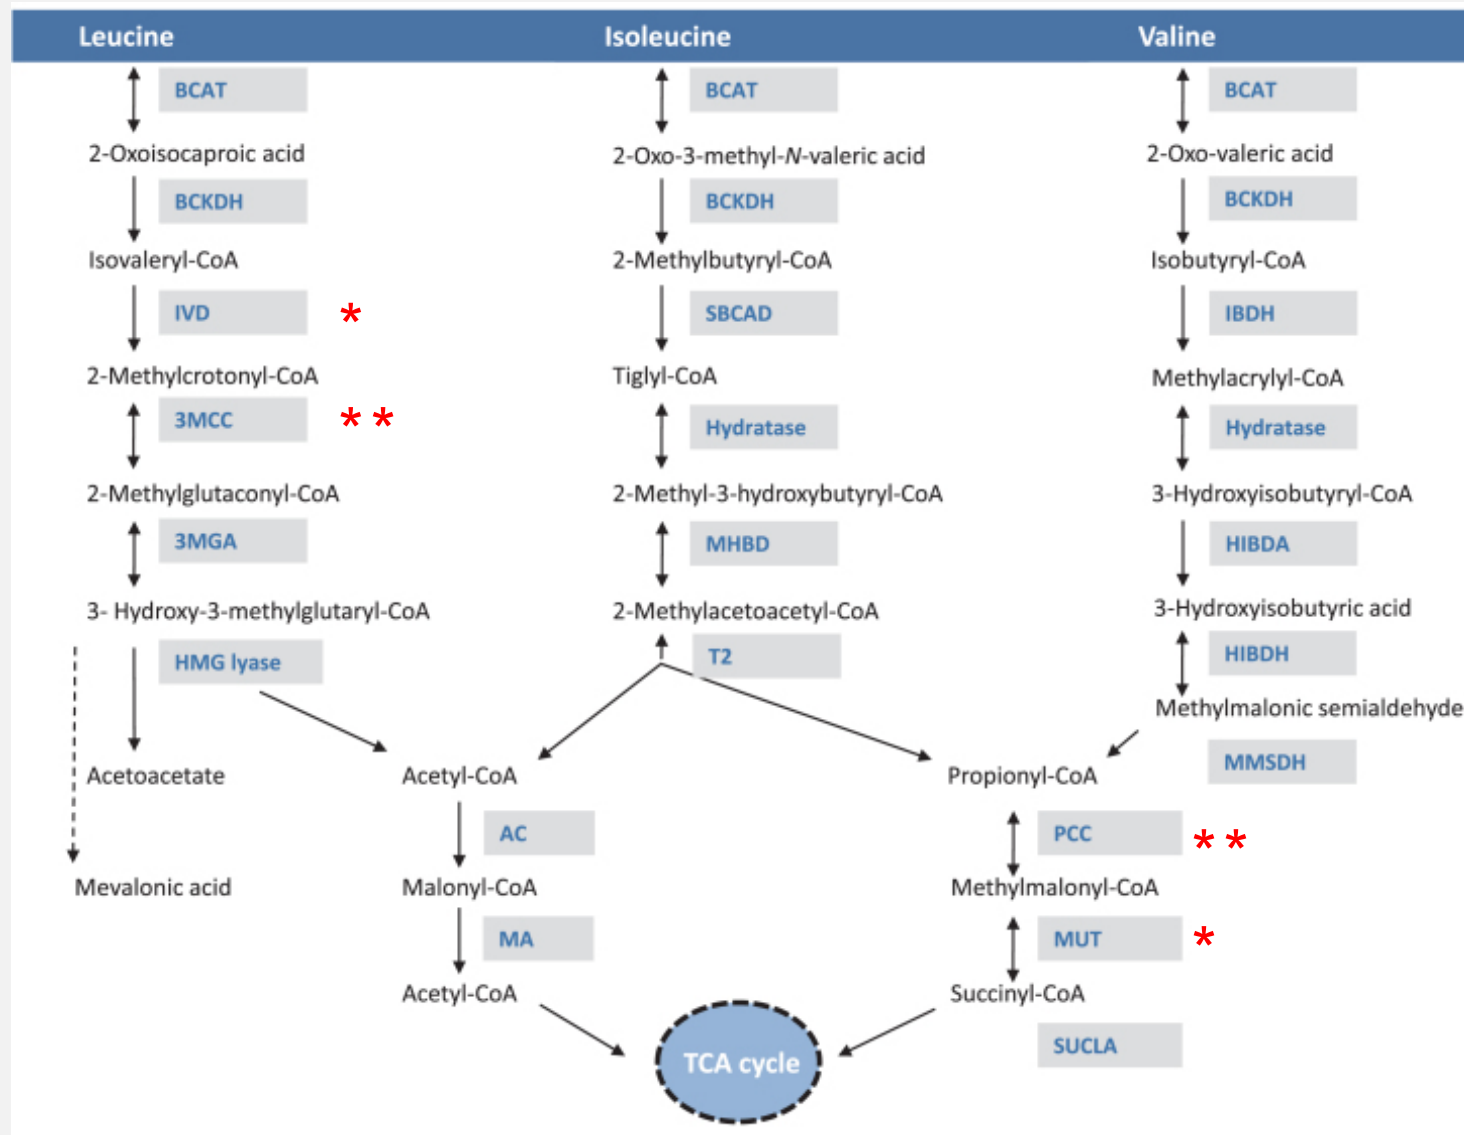 Leucine Isoleucine Valine
BCAT BCAT BCAT
2-Oxoisocaproic acid 2-Oxo-3-methyl-N-valeric acid 2-Oxo-valeric acid
BCKDH BCKDH BCKDH
Isovaleryl-CoA 2-Methylbutyryl-CoA Isobutyryl-CoA
IVD * SBCAD IBDH
2-Methylcrotonyl-CoA Tiglyl-CoA Methylacrylyl-CoA
3MCC ** Hydratase Hydratase
2-Methylglutaconyl-CoA 2-Methyl-3-hydroxybutyryl-CoA 3-Hydroxyisobutyryl-CoA
3MGA MHBD HIBDA
3- Hydroxy-3-methylglutaryl-CoA 2-Methylacetoacetyl-CoA 3-Hydroxyisobutyric acid
HMG lyase T2 HIBDH
Methylmalonic semialdehyde
MMSDH
Acetoacetate Acetyl-CoA Propionyl-CoA
AC PCC **
Mevalonic acid Malonyl-CoA Methylmalonyl-CoA
MA MUT *
Acetyl-CoA Succinyl-CoA
SUCLA
TCA cycle